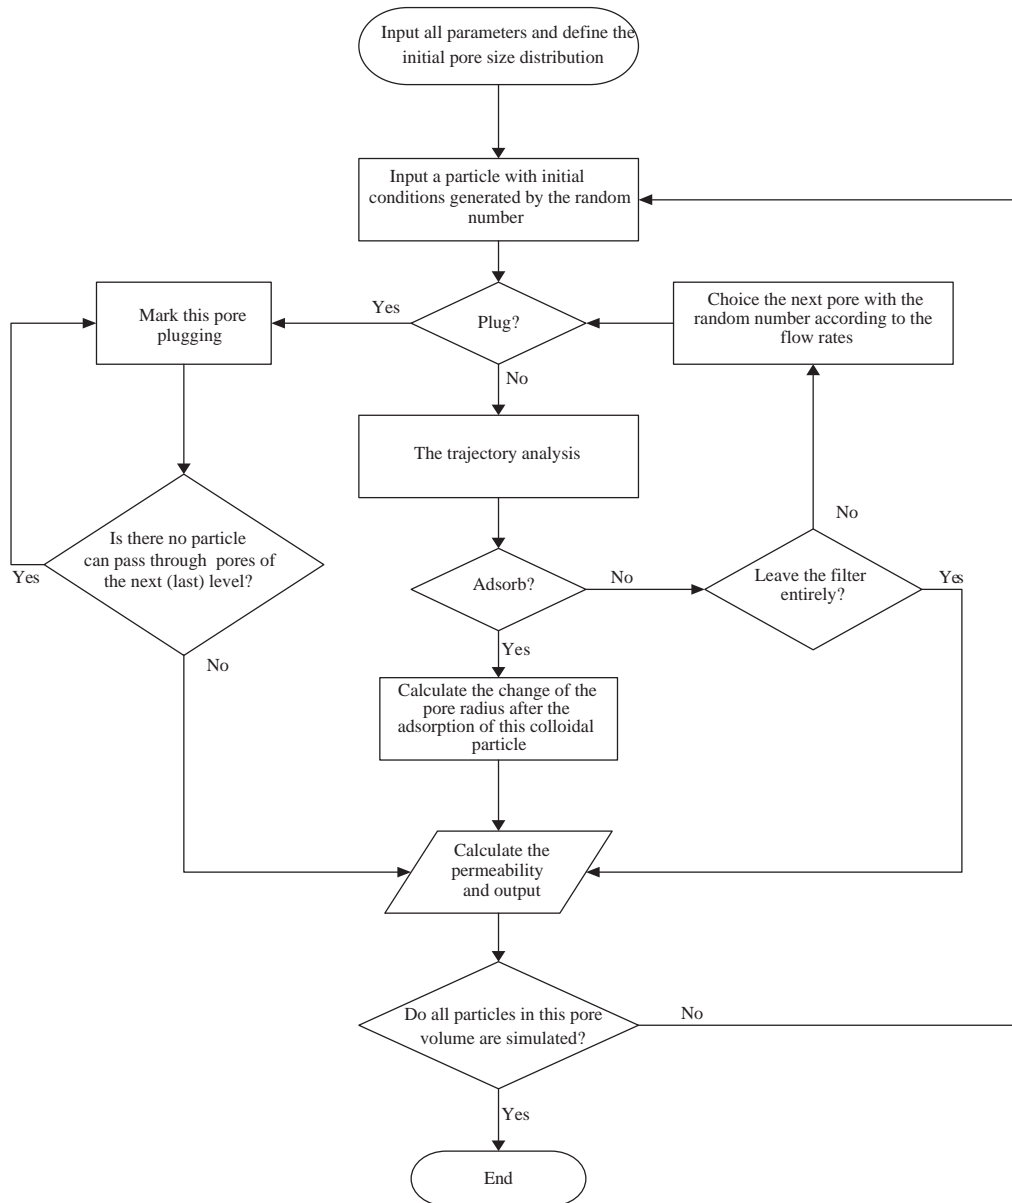 Input all parameters and define the
initial pore size distribution
Input a particle with initial
conditions generated by the random
number
Yes
Plug?
No
Mark this pore
plugging
Choice the next pore with the
random number according to the
flow rates
The trajectory analysis
No
Is there no particle
can pass through pores of
the next (last) level?
Yes
No
Adsorb?
No
Yes
Leave the filter
entirely?
Yes
Calculate the change of the
pore radius after the
adsorption of this colloidal
particle
Calculate the
permeability
and output
Do all particles in this pore
volume are simulated?
No
Yes
End